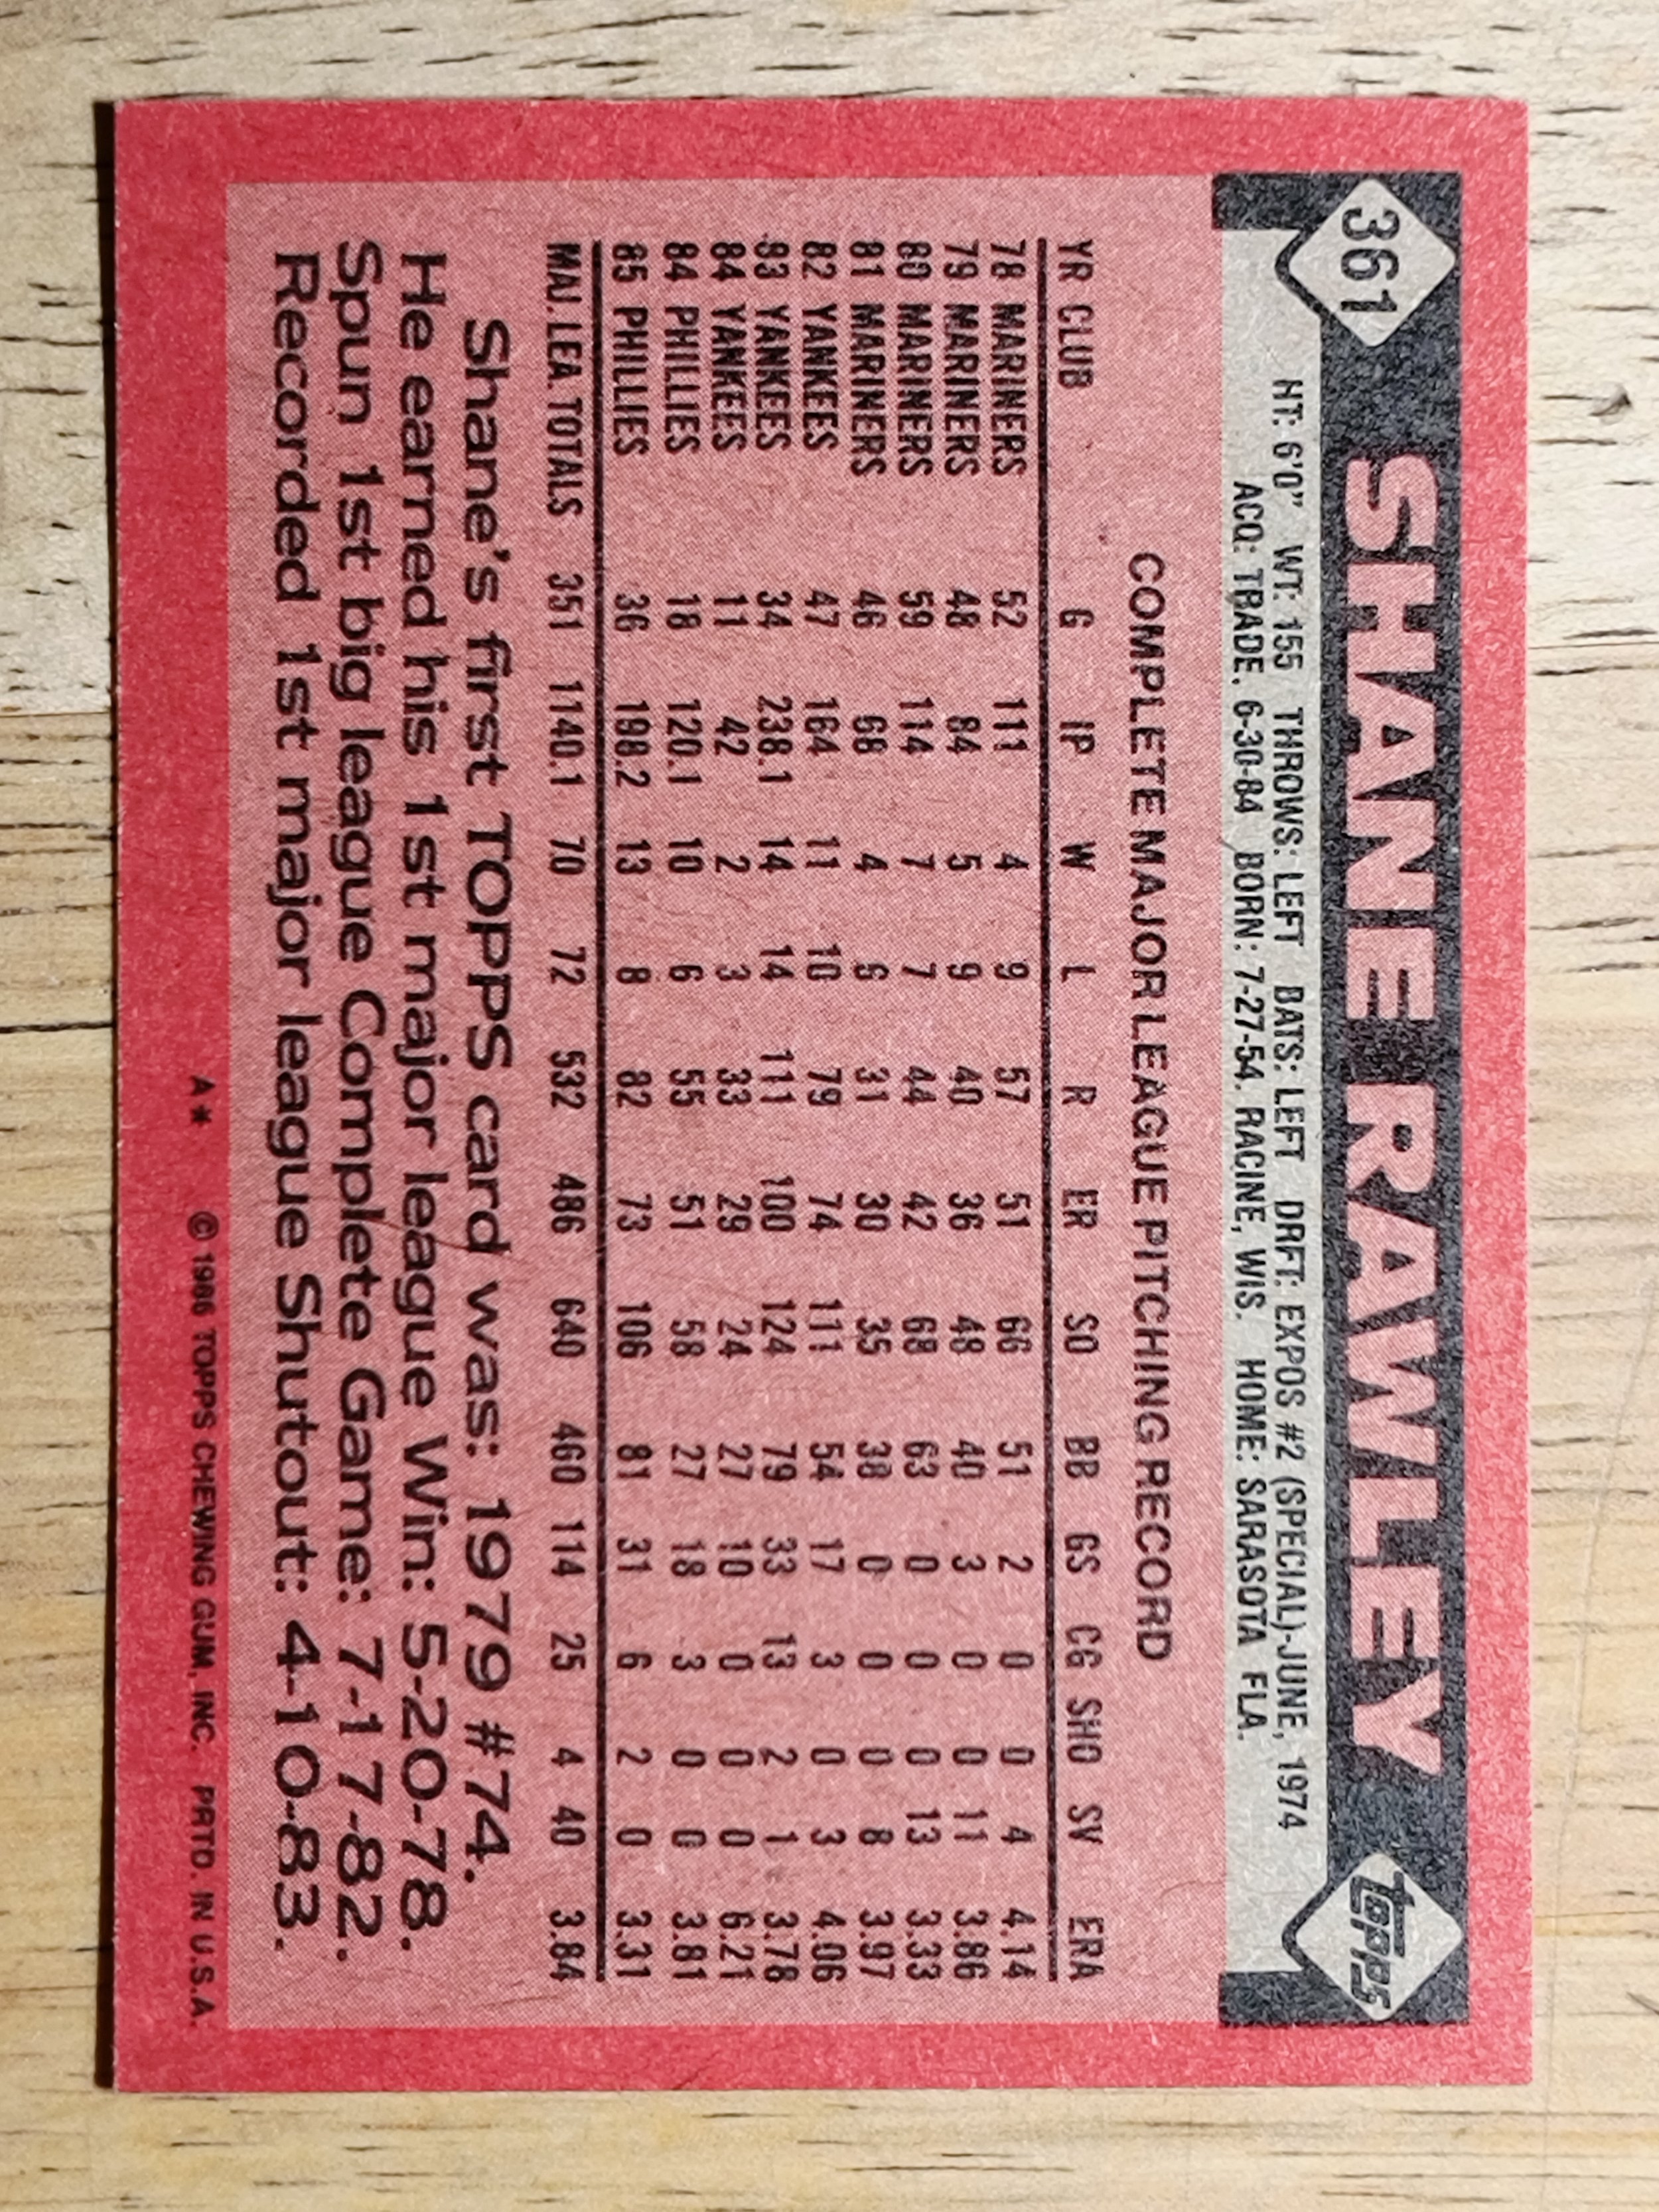 361 SHANE RAWLEY topps
HT: 6'0" WT: 155 THROWS: LEFT BATS: LEFT DRFT: EXPOS #2 (SPECIAL)-JUNE, 1974
ACQ: TRADE, 6-30-84 BORN: 7-27-54, RACINE, WIS. HOME: SARASOTA FLA.
COMPLETE MAJOR LEAGUE PITCHING RECORD
YR CLUB G IP W L R ER SO BB GS CG SHO SV ERA
78 MARINERS 52 111 4 9 57 51 66 51 2 0 0 4 4.14
79 MARINERS 48 84 5 9 40 36 48 40 3 0 0 11 3.86
80 MARINERS 59 114 7 7 44 42 68 63 0 0 0 13 3.33
81 MARINERS 46 68 4 6 31 30 35 38 0 0 0 8 3.97
82 YANKEES 47 164 11 10 79 74 111 54 17 3 0 3 4.06
83 YANKEES 34 238.1 14 14 111 100 124 79 33 13 2 1 3.78
84 YANKEES 11 42 2 3 33 29 24 27 10 0 0 0 6.21
84 PHILLIES 18 120.1 10 6 55 51 58 27 18 3 0 0 3.81
85 PHILLIES 36 198.2 13 8 82 73 106 81 31 6 2 0 3.31
MAJ. LEA. TOTALS 351 1140.1 70 72 532 486 640 460 114 25 4 40 3.84
Shane's first TOPPS card was: 1979 #74.
He earned his 1st major league Win: 5-20-78.
Spun 1st big league Complete Game: 7-17-82.
Recorded 1st major league Shutout: 4-10-83.
A* © 1986 TOPPS CHEWING GUM, INC. PRTD. IN U.S.A.